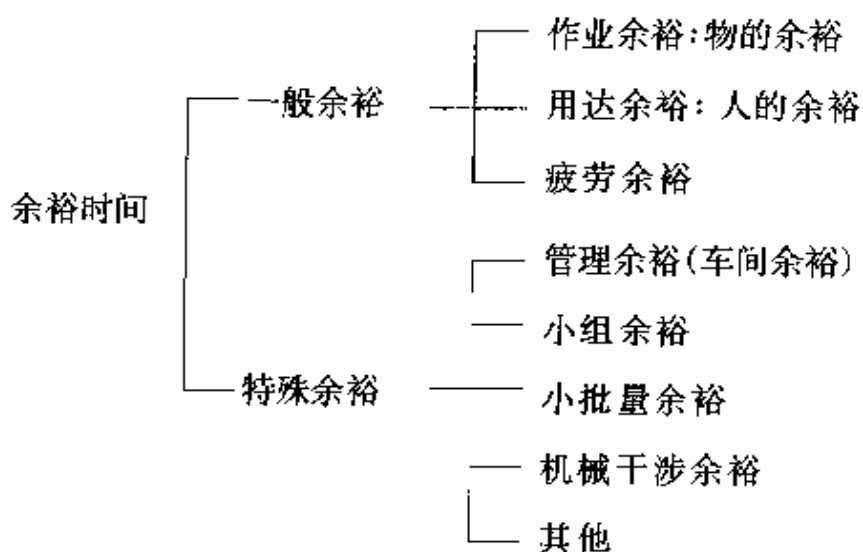 作业余裕:物的余裕
一般余裕
用达余裕: 人的余裕
疲劳余裕
余裕时间
管理余裕(车间余裕)
小组余裕
特殊余裕
小批量余裕
机械干涉余裕
其他